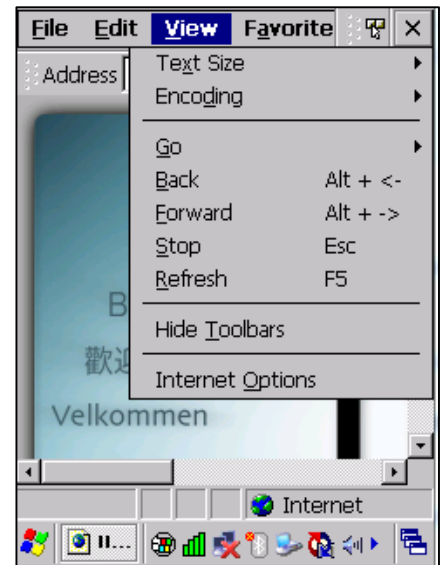 File Edit View Favorite
Address
Text Size
Encoding
Go
Back Alt + <-
Forward Alt + ->
Stop Esc
Refresh F5
Hide Toolbars
Internet Options
B
歡迎
Velkommen
Internet
II...